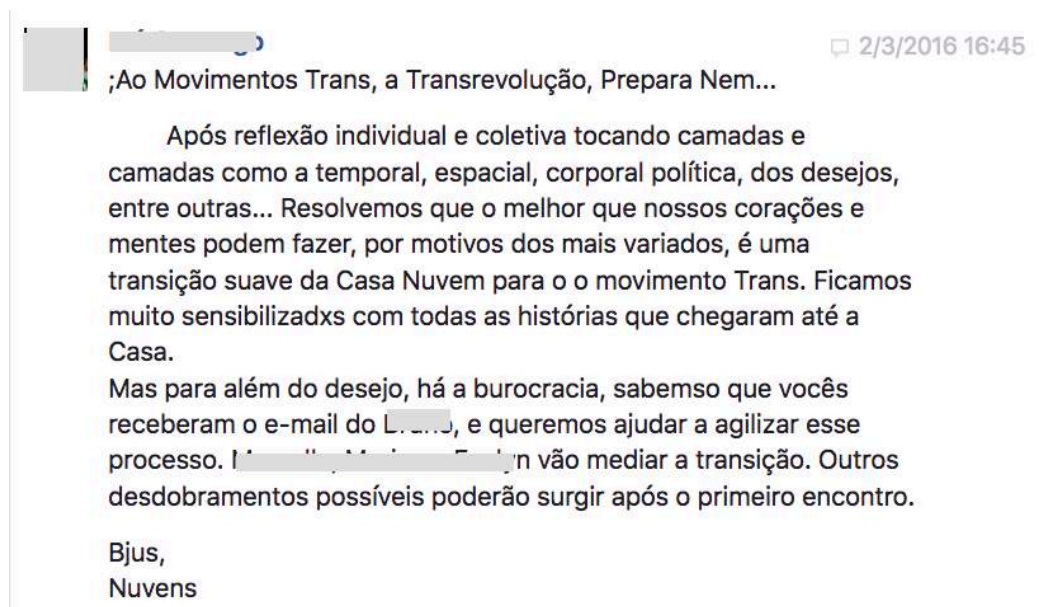 2/3/2016 16:45
;Ao Movimentos Trans, a Transrevolução, Prepara Nem...
Após reflexão individual e coletiva tocando camadas e
camadas como a temporal, espacial, corporal política, dos desejos,
entre outras... Resolvemos que o melhor que nossos corações e
mentes podem fazer, por motivos dos mais variados, é uma
transição suave da Casa Nuvem para o o movimento Trans. Ficamos
muito sensibilizadxs com todas as histórias que chegaram até a
Casa.
Mas para além do desejo, há a burocracia, sabemso que vocês
receberam o e-mail do , e queremos ajudar a agilizar esse
processo. vão mediar a transição. Outros
desdobramentos possíveis poderão surgir após o primeiro encontro.
Bjus,
Nuvens